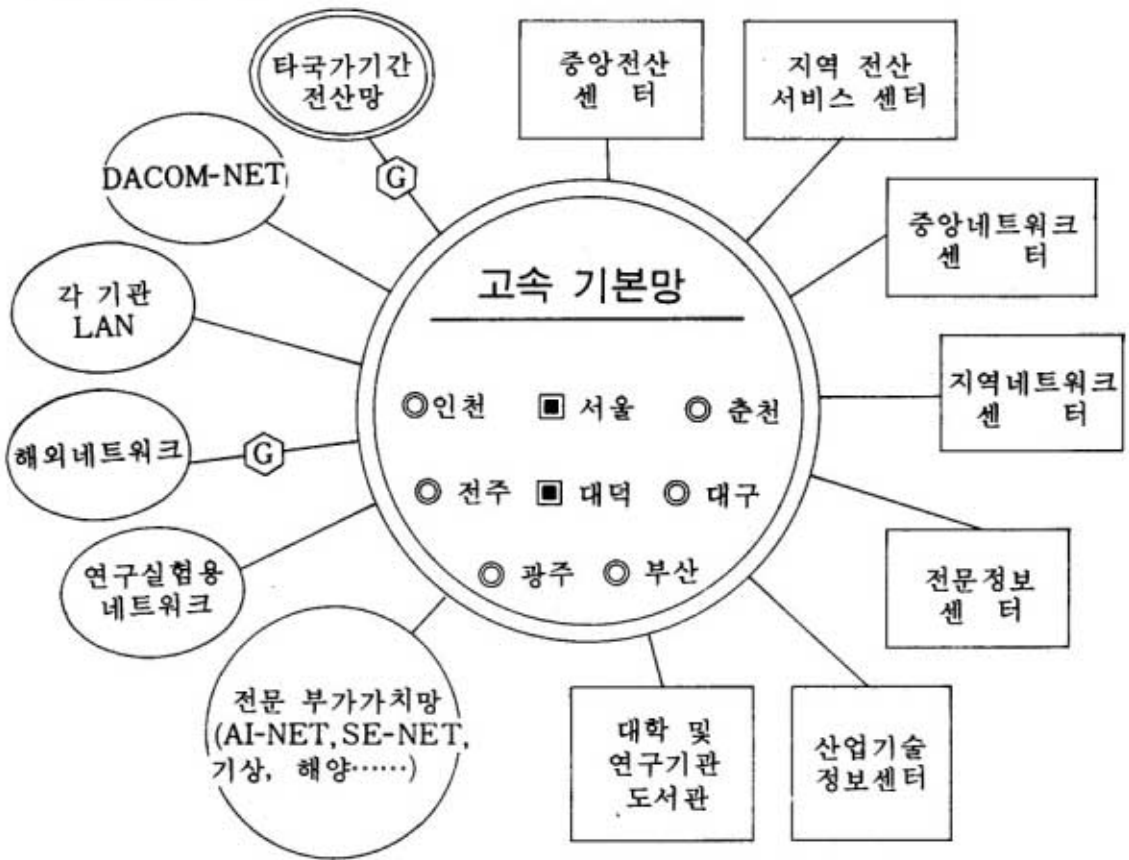 타국가기간
전산망
중앙전산
센 터
지역 전산
서비스 센터
DACOM-NET
G
중앙네트워크
센 터
각 기관
LAN
고속 기본망
지역네트워크
센 터
인천 서울 춘천
해외네트워크
G
전주 대덕 대구
연구실험용
네트워크
광주 부산
전문정보
센 터
전문 부가가치망
(AI-NET, SE-NET,
기상, 해양……)
대학 및
연구기관
도서관
산업기술
정보센터